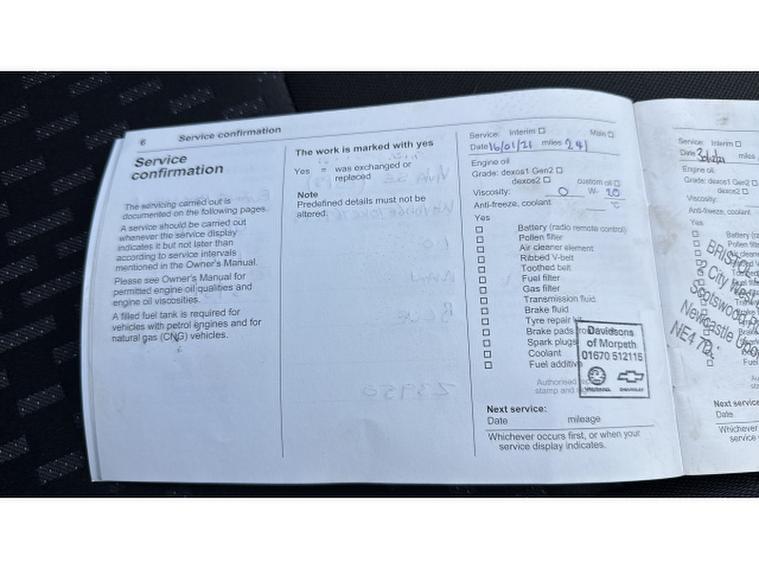 6 Service confirmation
Service
confirmation
The servicing carried out is
documented on the following pages.
A service should be carried out
whenever the service display
indicates it but not later than
according to service intervals
mentioned in the Owner's Manual.
Please see Owner's Manual for
permitted engine oil qualities and
engine oil viscosities.
A filled fuel tank is required for
vehicles with petrol engines and for
natural gas (CNG) vehicles.
The work is marked with yes
Yes = was exchanged or
replaced
Note
Predefined details must not be
altered.
Service: Interim □ Main □
Date 16/01/21 miles 241
Engine oil
Grade: dexos1 Gen2 □
dexos2 □ custom oil □
Viscosity: 0 W- 20
Anti-freeze, coolant °C
Yes
□ Battery (radio remote control)
□ Pollen filter
□ Air cleaner element
□ Ribbed V-belt
□ Toothed belt
□ Fuel filter
□ Gas filter
□ Transmission fluid
□ Brake fluid
□ Tyre repair
□ Brake pads
□ Spark plugs
□ Coolant
□ Fuel additive
Davidsons
of Morpeth
01670 512115
VAUXHALL CHEVROLET
Authorised
stamp and
Next service:
Date mileage
Whichever occurs first, or when your
service display indicates.
Service: Interim □
Date miles
Engine oil
Grade: dexos1 Gen2 □
dexos2 □
Viscosity:
Anti-freeze, coolant
Yes
BRISTOL
City West
Scotswood
Newcastle Upon
NE4 7D
Next service
Date
Whichever
service